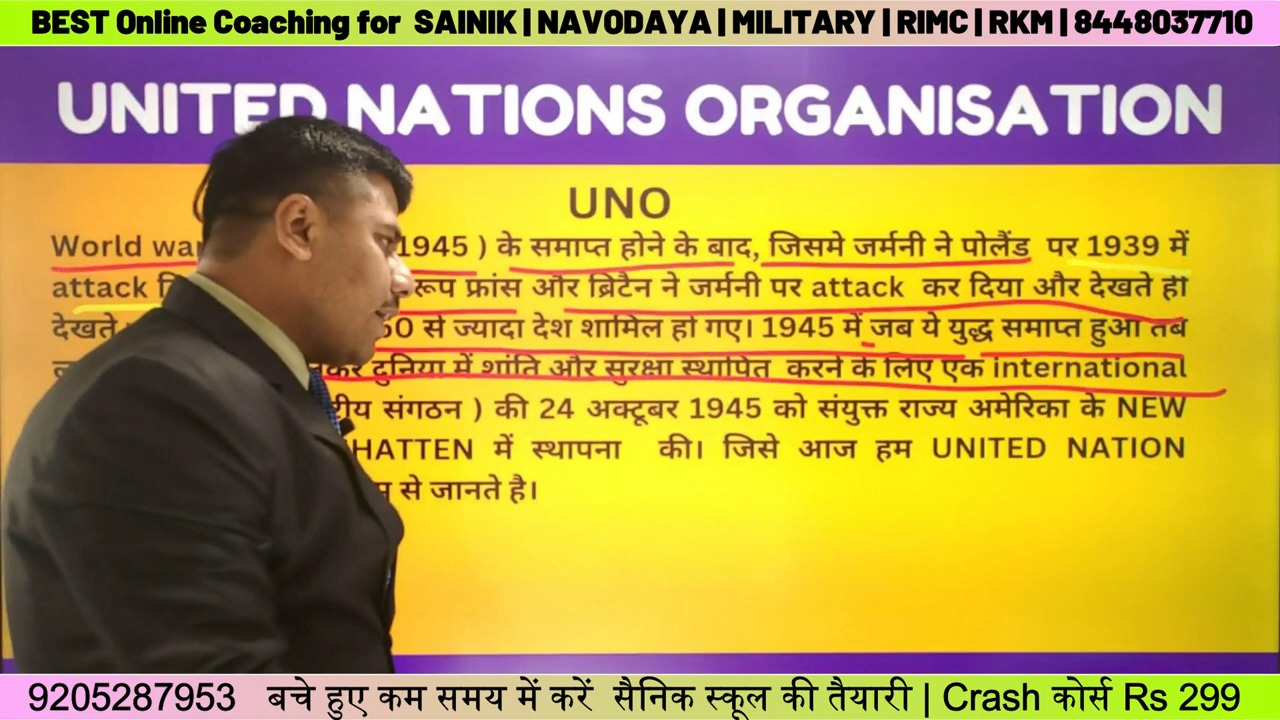 BEST Online Coaching for SAINIK | NAVODAYA | MILITARY | RIMC | RKM | 8448037710
UNITED NATIONS ORGANISATION
UNO
World war 1945 ) के समाप्त होने के बाद, जिसमे जर्मनी ने पोलैंड पर 1939 में
attack रूप फ्रांस और ब्रिटैन ने जर्मनी पर attack कर दिया और देखते ही
देखते से ज्यादा देश शामिल हो गए। 1945 में जब ये युद्ध समाप्त हुआ तब
दुनिया में शांति और सुरक्षा स्थापित करने के लिए एक international
संगठन ) की 24 अक्टूबर 1945 को संयुक्त राज्य अमेरिका के NEW
में स्थापना की। जिसे आज हम UNITED NATION
से जानते है।
9205287953 बचे हुए कम समय में करें सैनिक स्कूल की तैयारी | Crash कोर्स Rs 299